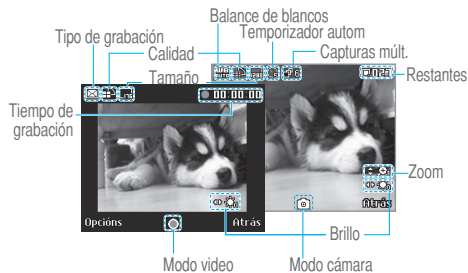 Balance de blancos
Tipo de grabación
Temporizador autom
Calidad
Capturas múlt.
Tamaño
Restantes
Tiempo de
grabación
00 00 00
Zoom
Atrás
Opcións
Atrás
Brillo
Modo video
Modo cámara